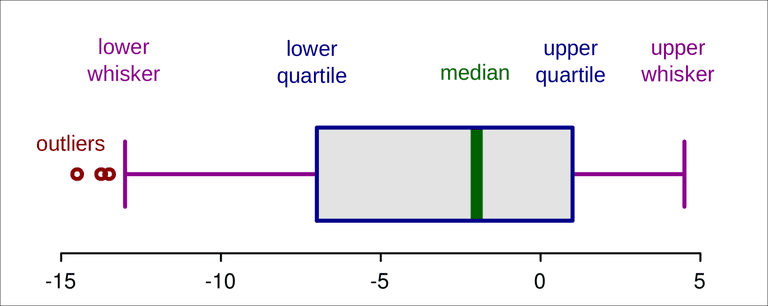 lower
whisker
lower
quartile
median
upper
quartile
upper
whisker
outliers
-15
-10
-5
0
5